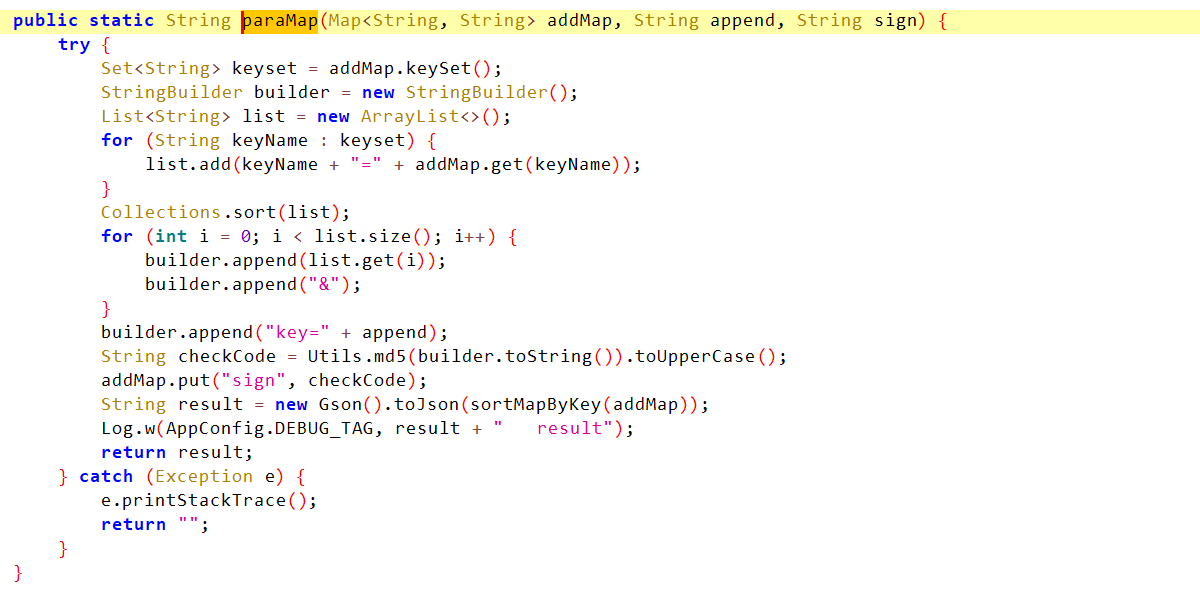 public static String paraMap(Map<String, String> addMap, String append, String sign) {
    try {
        Set<String> keyset = addMap.keySet();
        StringBuilder builder = new StringBuilder();
        List<String> list = new ArrayList<>();
        for (String keyName : keyset) {
            list.add(keyName + "=" + addMap.get(keyName));
        }
        Collections.sort(list);
        for (int i = 0; i < list.size(); i++) {
            builder.append(list.get(i));
            builder.append("&");
        }
        builder.append("key=" + append);
        String checkCode = Utils.md5(builder.toString()).toUpperCase();
        addMap.put("sign", checkCode);
        String result = new Gson().toJson(sortMapByKey(addMap));
        Log.w(AppConfig.DEBUG_TAG, result + "   result");
        return result;
    } catch (Exception e) {
        e.printStackTrace();
        return "";
    }
}